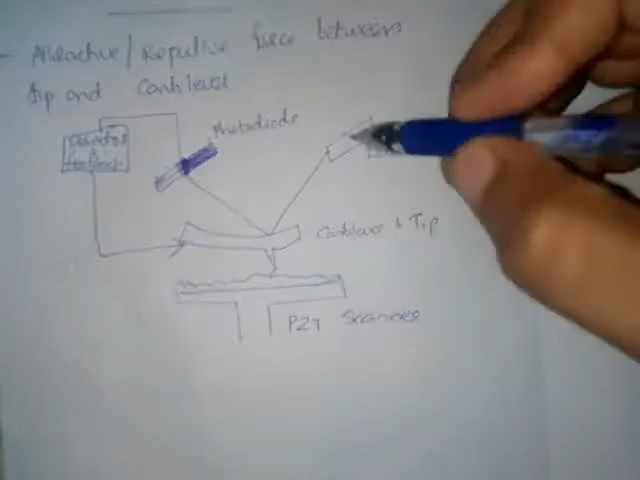 - Attractive/Repulsive force between
tip and Cantilever
Photodiode
Detector
&
feedback
Cantilever & Tip
PZT Scanner